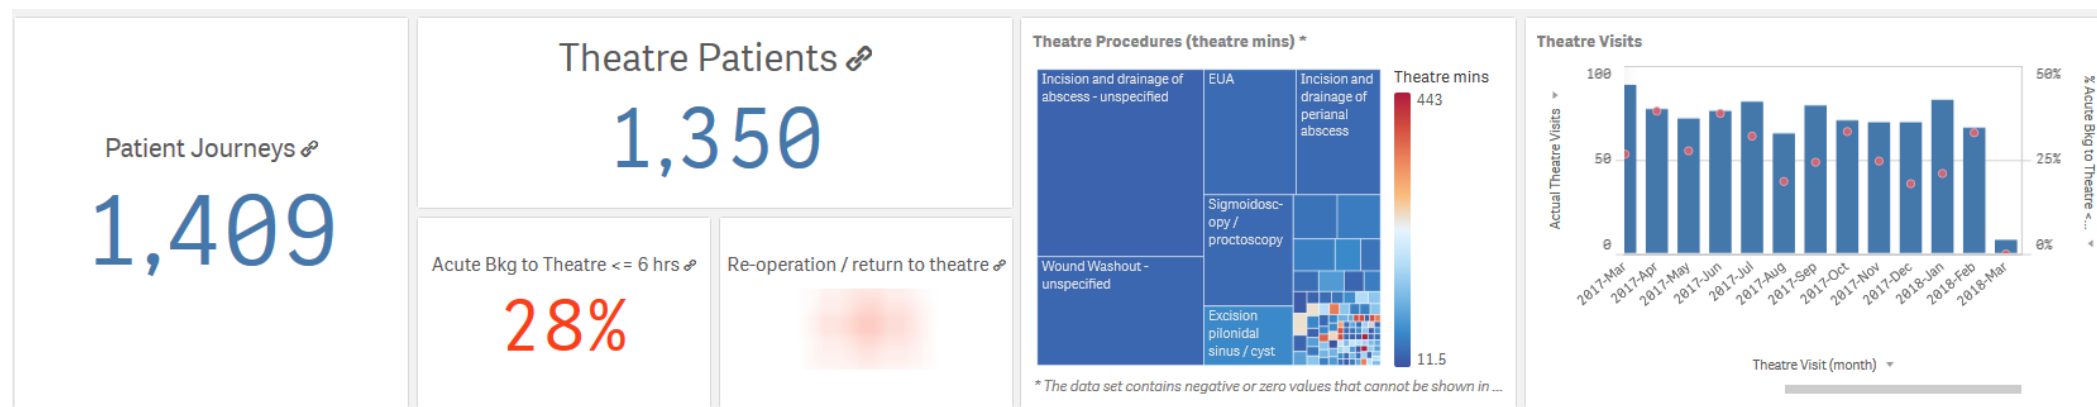 Patient Journeys
1,409
Theatre Patients
1,350
Acute Bkg to Theatre <= 6 hrs
28%
Re-operation / return to theatre
Theatre Procedures (theatre mins) *
Incision and drainage of
abscess - unspecified
Wound Washout -
unspecified
EUA
Sigmoidosc-
opy /
proctoscopy
Excision
pilonidal
sinus / cyst
Incision and
drainage of
perianal
abscess
Theatre mins
443
11.5
* The data set contains negative or zero values that cannot be shown in ...
Theatre Visits
Actual Theatre Visits
100
50
0
50%
25%
0%
% Acute Bkg to Theatre <...
2017-Mar
2017-Apr
2017-May
2017-Jun
2017-Jul
2017-Aug
2017-Sep
2017-Oct
2017-Nov
2017-Dec
2018-Jan
2018-Feb
2018-Mar
Theatre Visit (month)